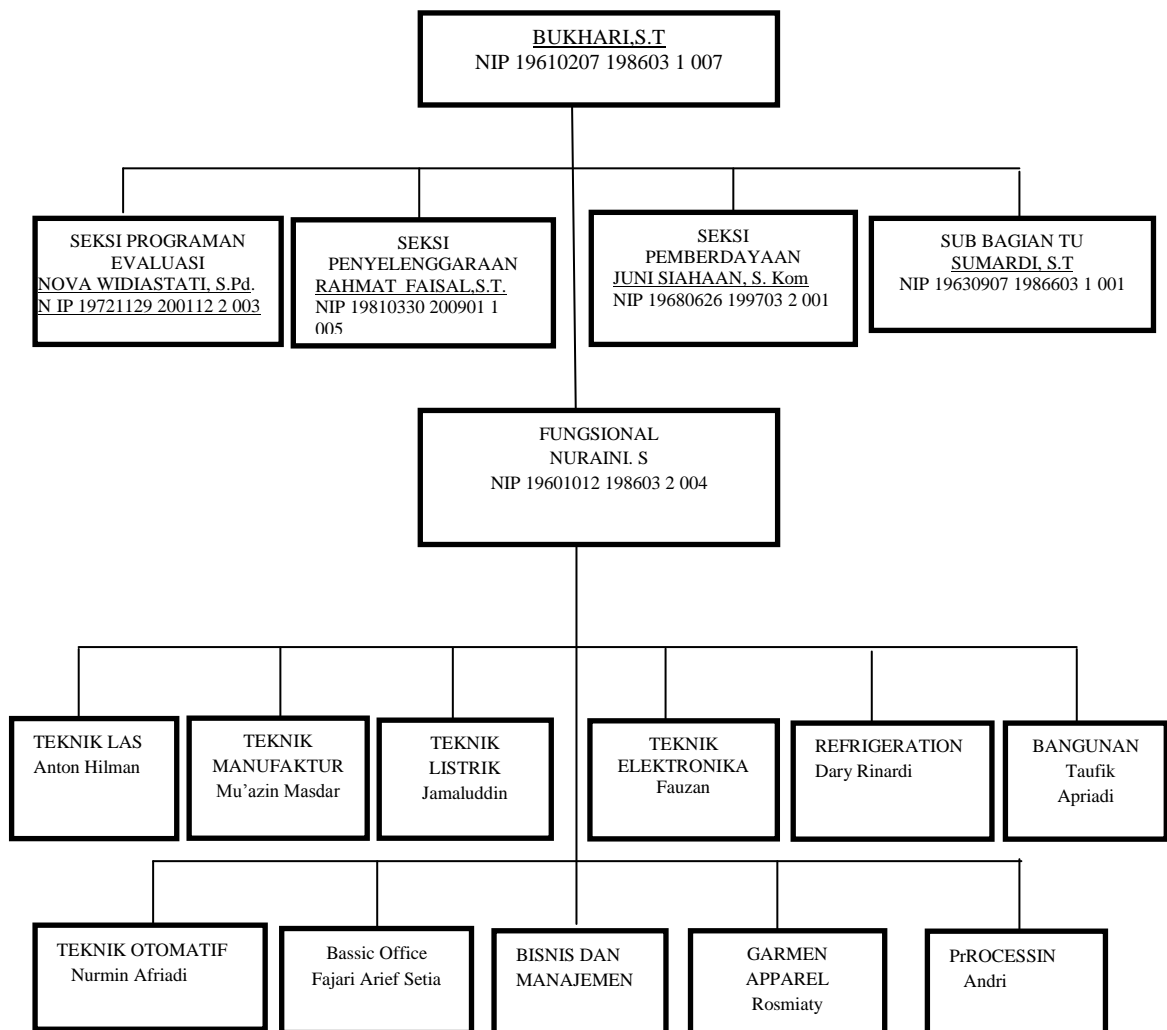 BUKHARI,S.T
NIP 19610207 198603 1 007
SEKSI PROGRAMAN
EVALUASI
NOVA WIDIASTATI, S.Pd.
N IP 19721129 200112 2 003
SEKSI
PENYELENGGARAAN
RAHMAT FAISAL,S.T.
NIP 19810330 200901 1
005
SEKSI
PEMBERDAYAAN
JUNI SIAHAAN, S. Kom
NIP 19680626 199703 2 001
SUB BAGIAN TU
SUMARDI, S.T
NIP 19630907 1986603 1 001
FUNGSIONAL
NURAINI. S
NIP 19601012 198603 2 004
TEKNIK LAS
Anton Hilman
TEKNIK
MANUFAKTUR
Mu’azin Masdar
TEKNIK
LISTRIK
Jamaluddin
TEKNIK
ELEKTRONIKA
Fauzan
REFRIGERATION
Dary Rinardi
BANGUNAN
Taufik
Apriadi
TEKNIK OTOMATIF
Nurmin Afriadi
Bassic Office
Fajari Arief Setia
BISNIS DAN
MANAJEMEN
GARMEN
APPAREL
Rosmiaty
PrROCESSIN
Andri